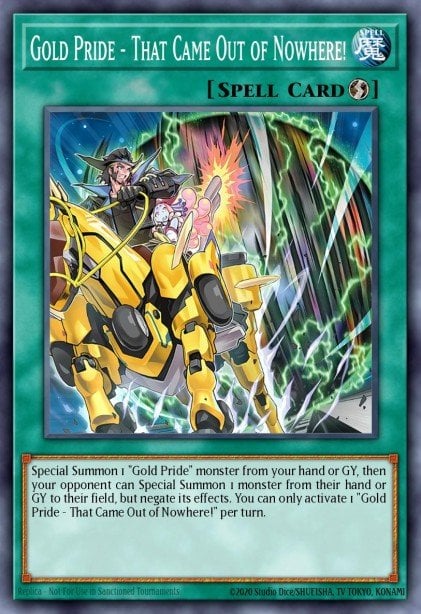 Gold Pride - That Came Out of Nowhere!
SPELL
魔
[SPELL CARD]
Special Summon 1 "Gold Pride" monster from your hand or GY, then
your opponent can Special Summon 1 monster from their hand or
GY to their field, but negate its effects. You can only activate 1 "Gold
Pride - That Came Out of Nowhere!" per turn.
Replica - Not For Use in Sanctioned Tournaments
©2020 Studio Dice/SHUEISHA, TV TOKYO, KONAMI